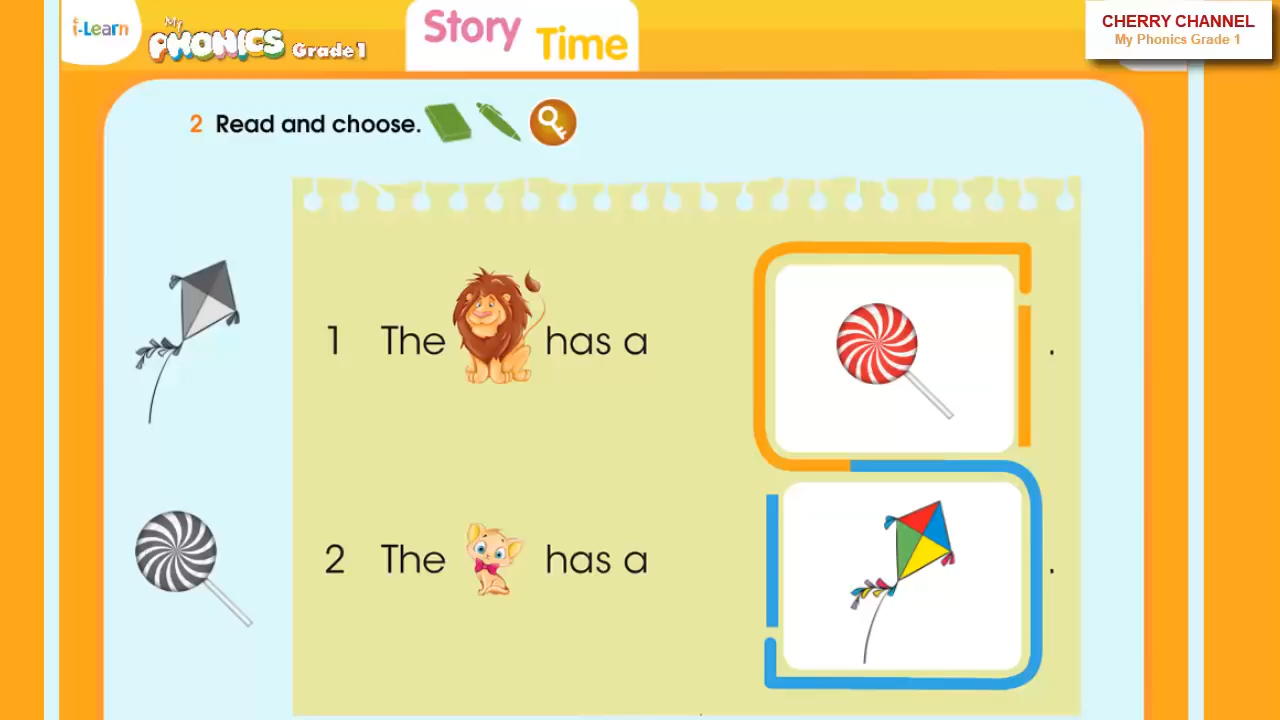 i-Learn
My
PHONICS Grade 1
Story
Time
CHERRY CHANNEL
My Phonics Grade 1
2 Read and choose.
1 The has a .
2 The has a .